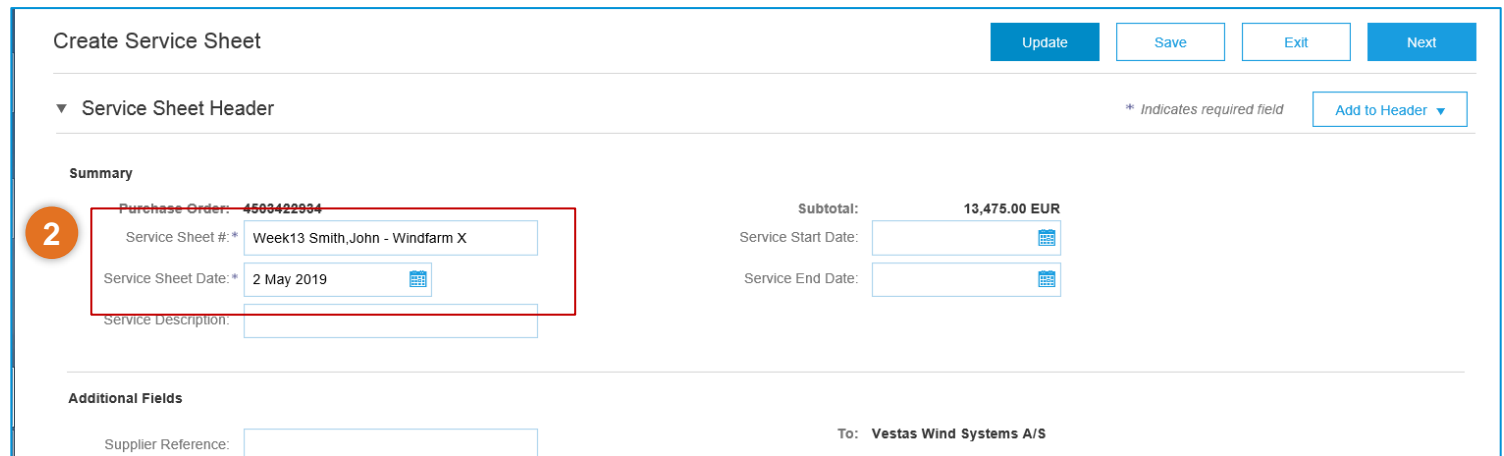 Create Service Sheet
Update
Save
Exit
Next
▼ Service Sheet Header
* Indicates required field
Add to Header ▼
Summary
Purchase Order: 4503422934
Subtotal: 13,475.00 EUR
2
Service Sheet #:* Week13 Smith,John - Windfarm X
Service Start Date:
Service Sheet Date:* 2 May 2019
Service End Date:
Service Description:
Additional Fields
Supplier Reference:
To: Vestas Wind Systems A/S